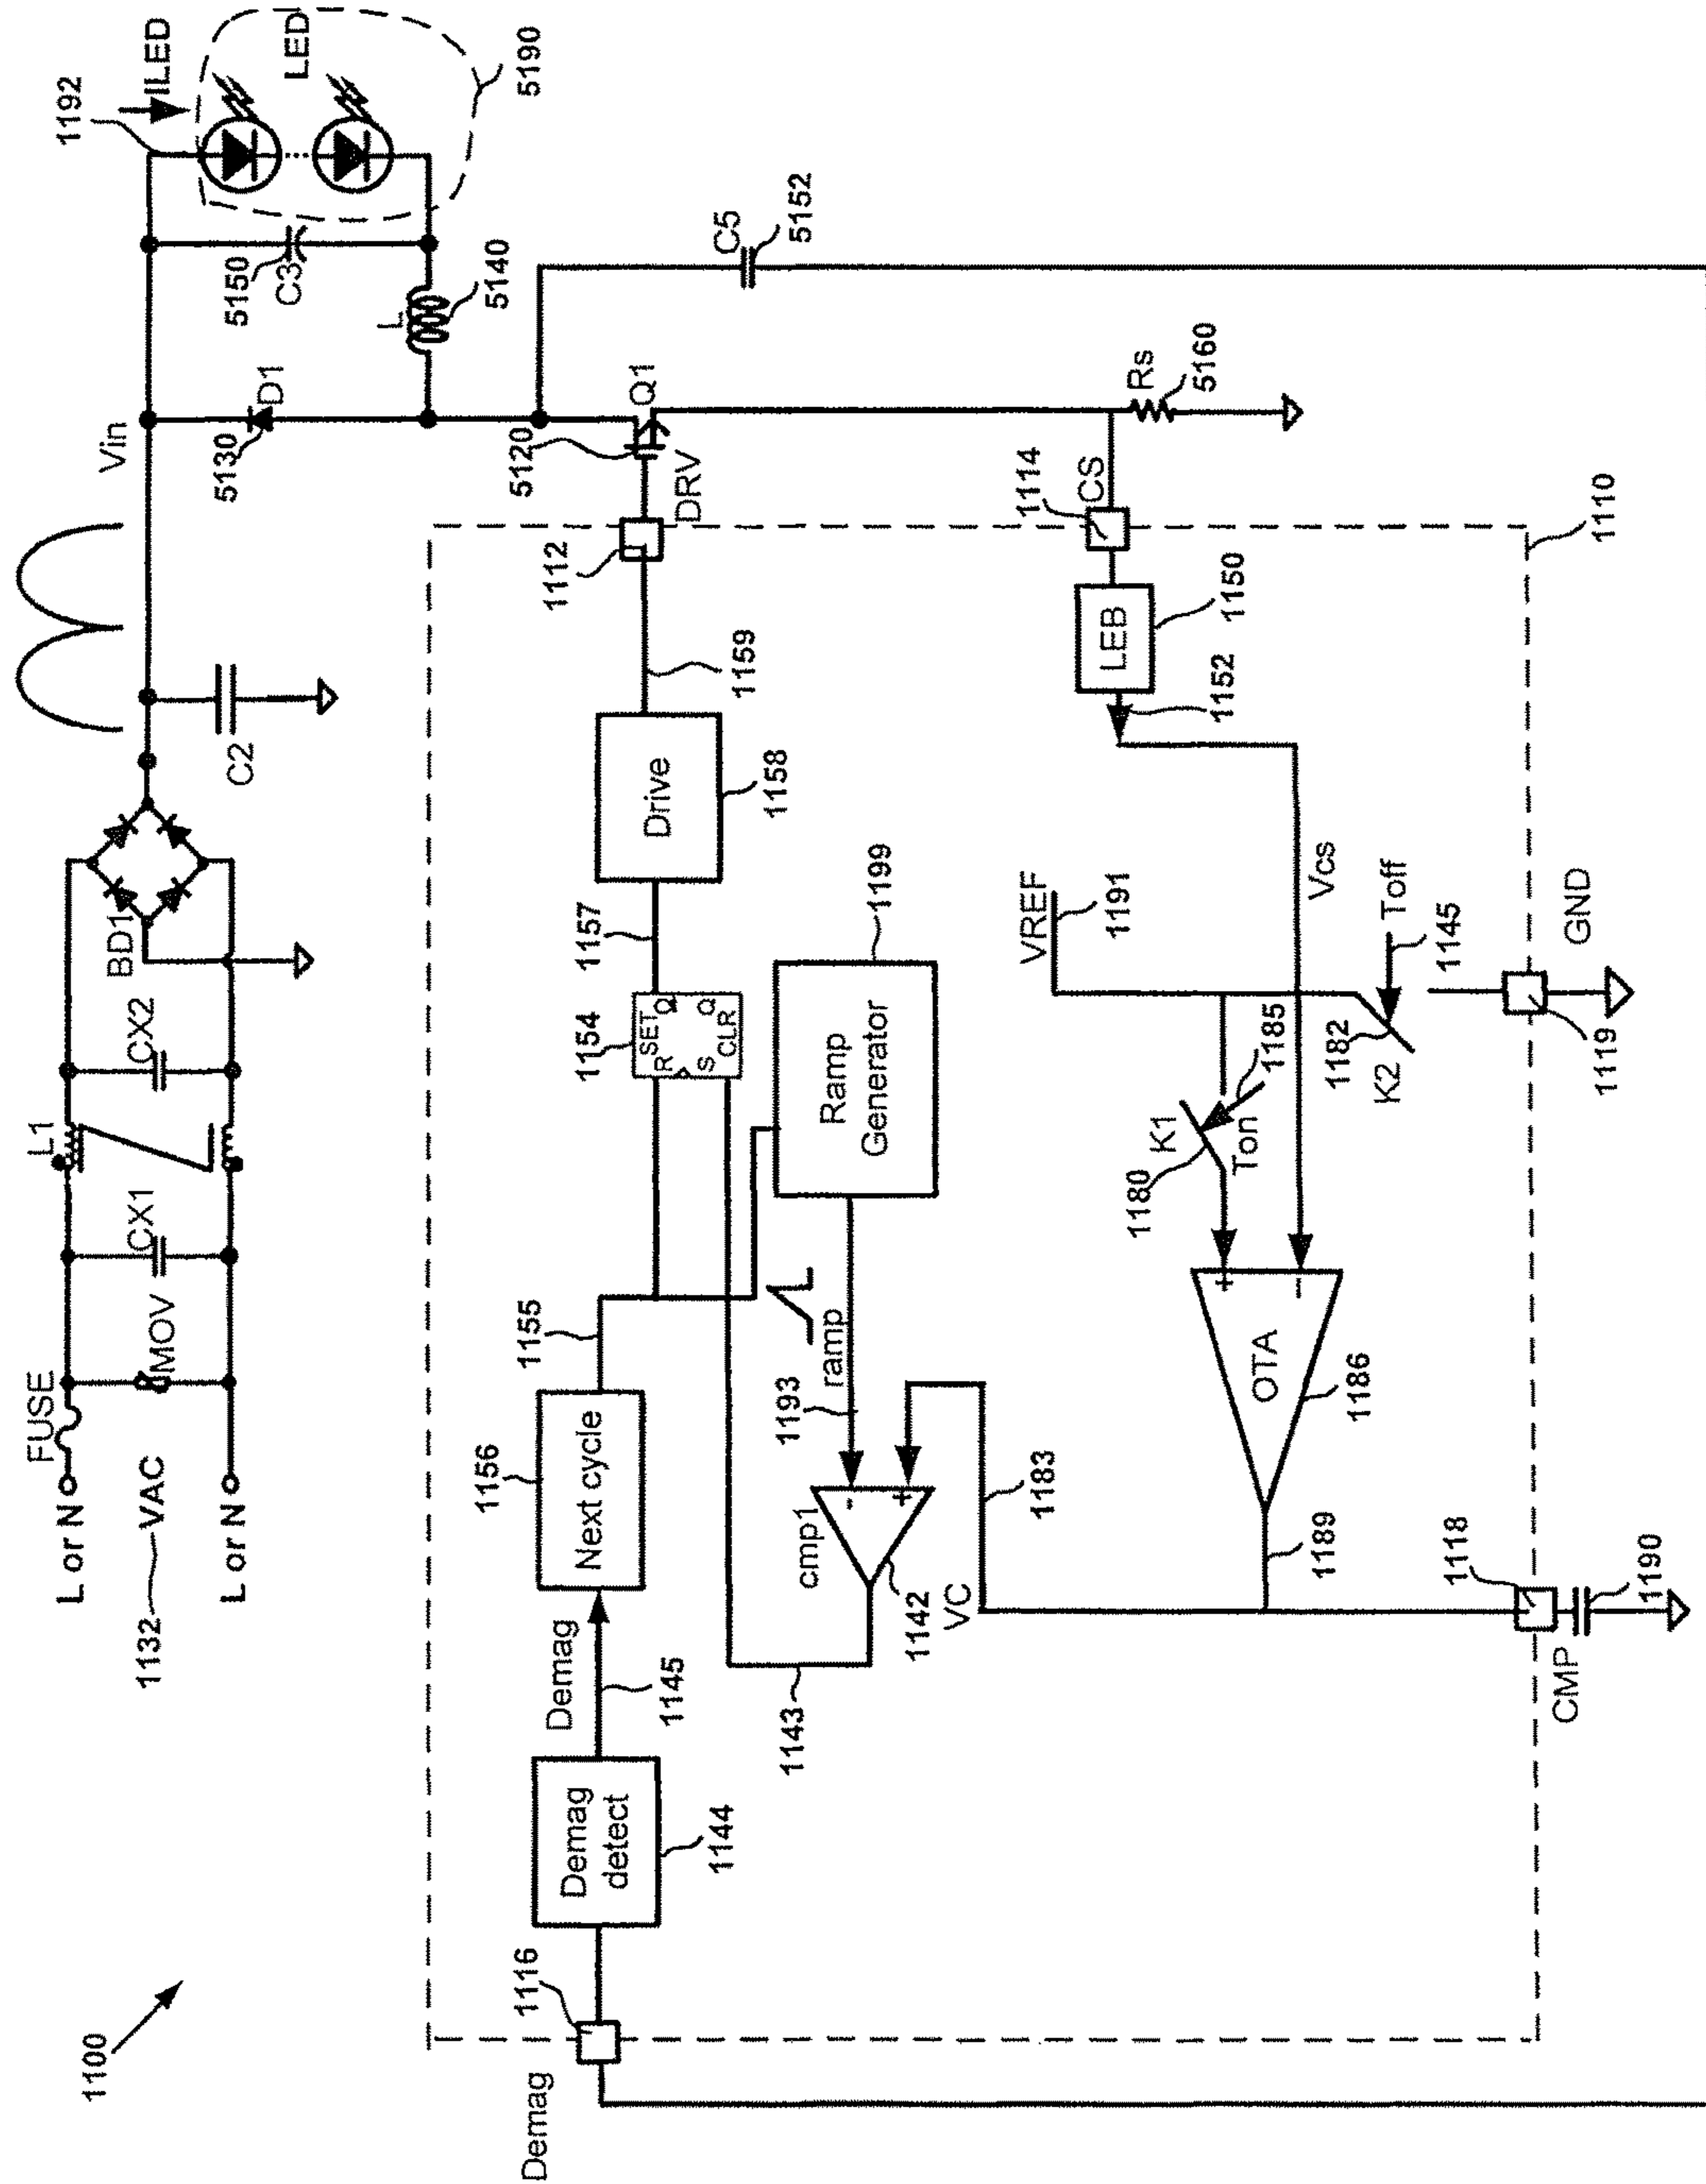 1100
L or N
FUSE
1132
VAC
MOV
CX1
L1
CX2
BD1
L or N
C2
Vin
1192
ILED
LED
5190
5150
C3
5130
D1
L
5140
C5
5152
Demag
1116
Demag
detect
1144
Demag
1145
1156
Next cycle
1155
1154
R
SET
Q
S
CLR
Q
1157
Drive
1158
1159
1112
DRV
5120
Q1
1143
cmp1
-
+
1142
VC
1193
ramp
1183
Ramp
Generator
1199
1189
OTA
+
-
1186
1180
K1
Ton
1185
VREF
1191
1182
K2
Toff
1145
Vcs
1152
LEB
1150
1114
CS
Rs
5160
1110
CMP
1118
1190
1119
GND